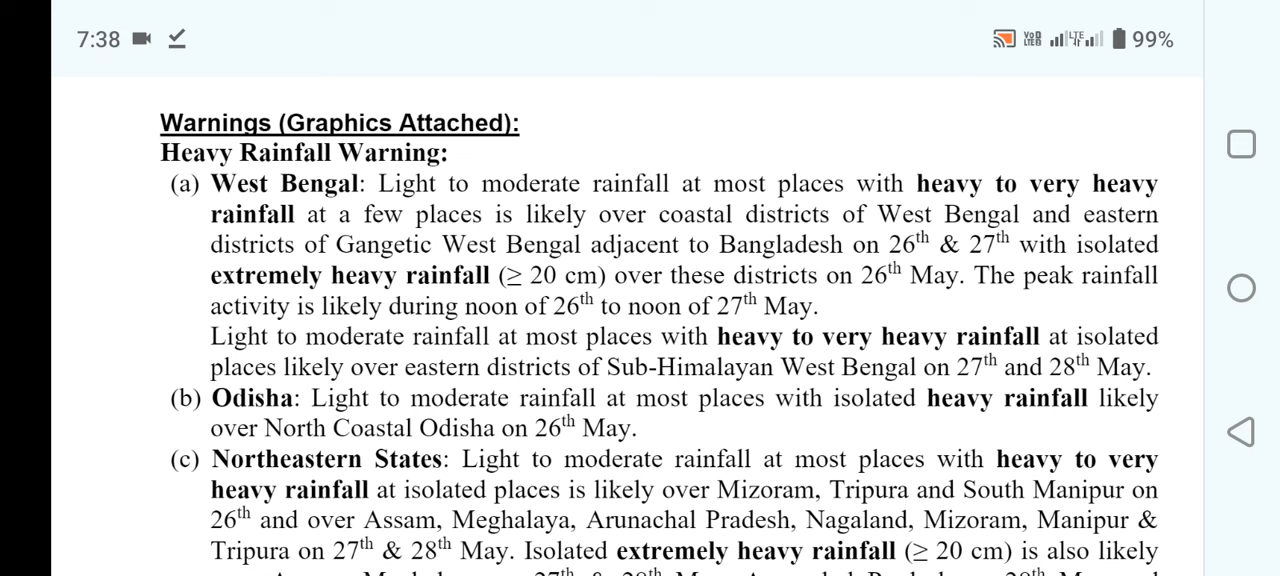 7:38
VoB LTEB LTE 99%
Warnings (Graphics Attached):
Heavy Rainfall Warning:
(a) West Bengal: Light to moderate rainfall at most places with heavy to very heavy
rainfall at a few places is likely over coastal districts of West Bengal and eastern
districts of Gangetic West Bengal adjacent to Bangladesh on 26th & 27th with isolated
extremely heavy rainfall (≥ 20 cm) over these districts on 26th May. The peak rainfall
activity is likely during noon of 26th to noon of 27th May.
Light to moderate rainfall at most places with heavy to very heavy rainfall at isolated
places likely over eastern districts of Sub-Himalayan West Bengal on 27th and 28th May.
(b) Odisha: Light to moderate rainfall at most places with isolated heavy rainfall likely
over North Coastal Odisha on 26th May.
(c) Northeastern States: Light to moderate rainfall at most places with heavy to very
heavy rainfall at isolated places is likely over Mizoram, Tripura and South Manipur on
26th and over Assam, Meghalaya, Arunachal Pradesh, Nagaland, Mizoram, Manipur &
Tripura on 27th & 28th May. Isolated extremely heavy rainfall (≥ 20 cm) is also likely